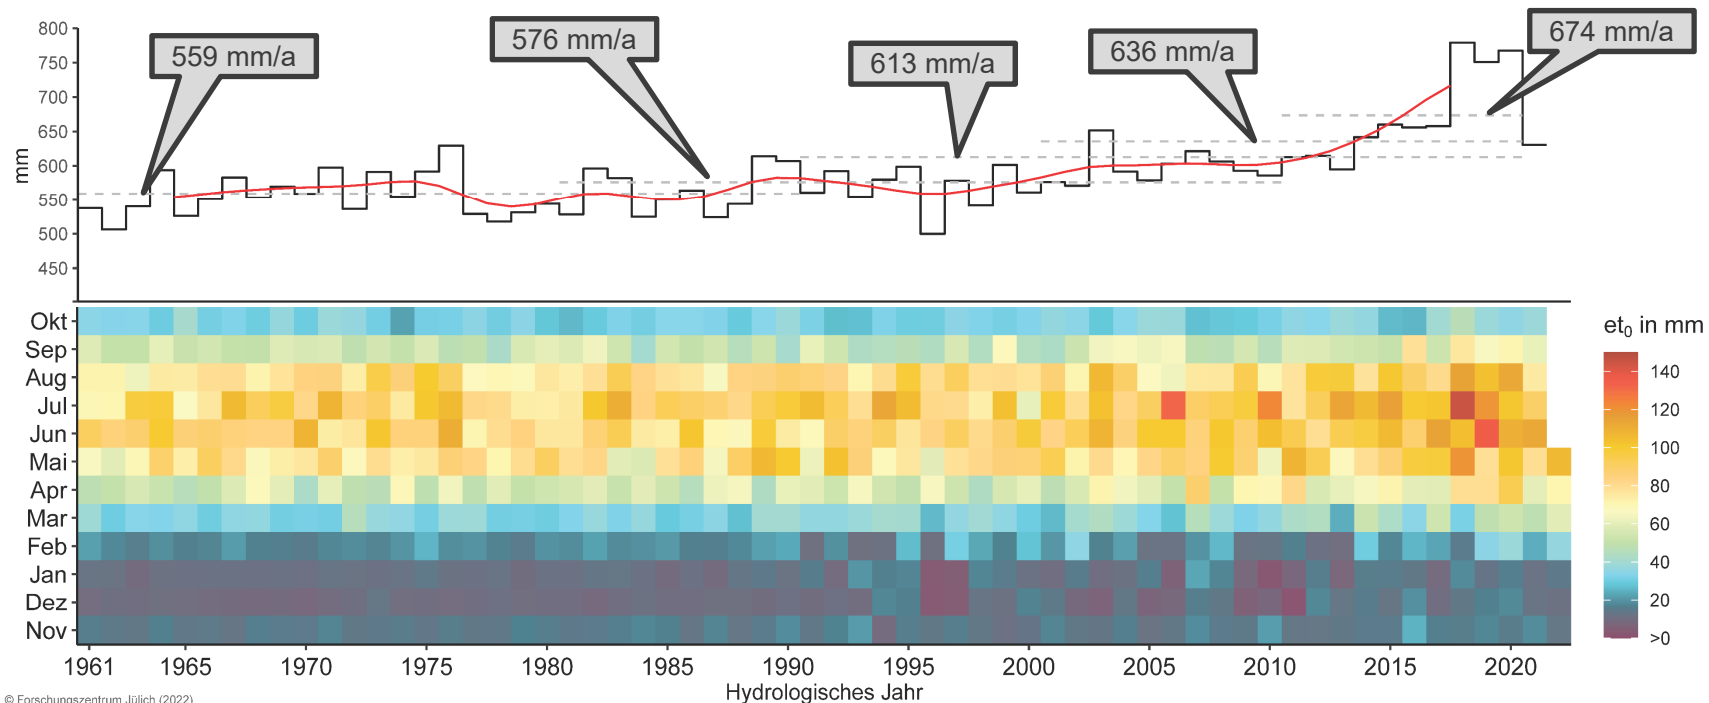 559 mm/a
576 mm/a
613 mm/a
636 mm/a
674 mm/a
mm
800
750
700
650
600
550
500
450
Okt
Sep
Aug
Jul
Jun
Mai
Apr
Mar
Feb
Jan
Dez
Nov
1961 1965 1970 1975 1980 1985 1990 1995 2000 2005 2010 2015 2020
Hydrologisches Jahr
et0 in mm
140
120
100
80
60
40
20
>0
© Forschungszentrum Jülich (2022)